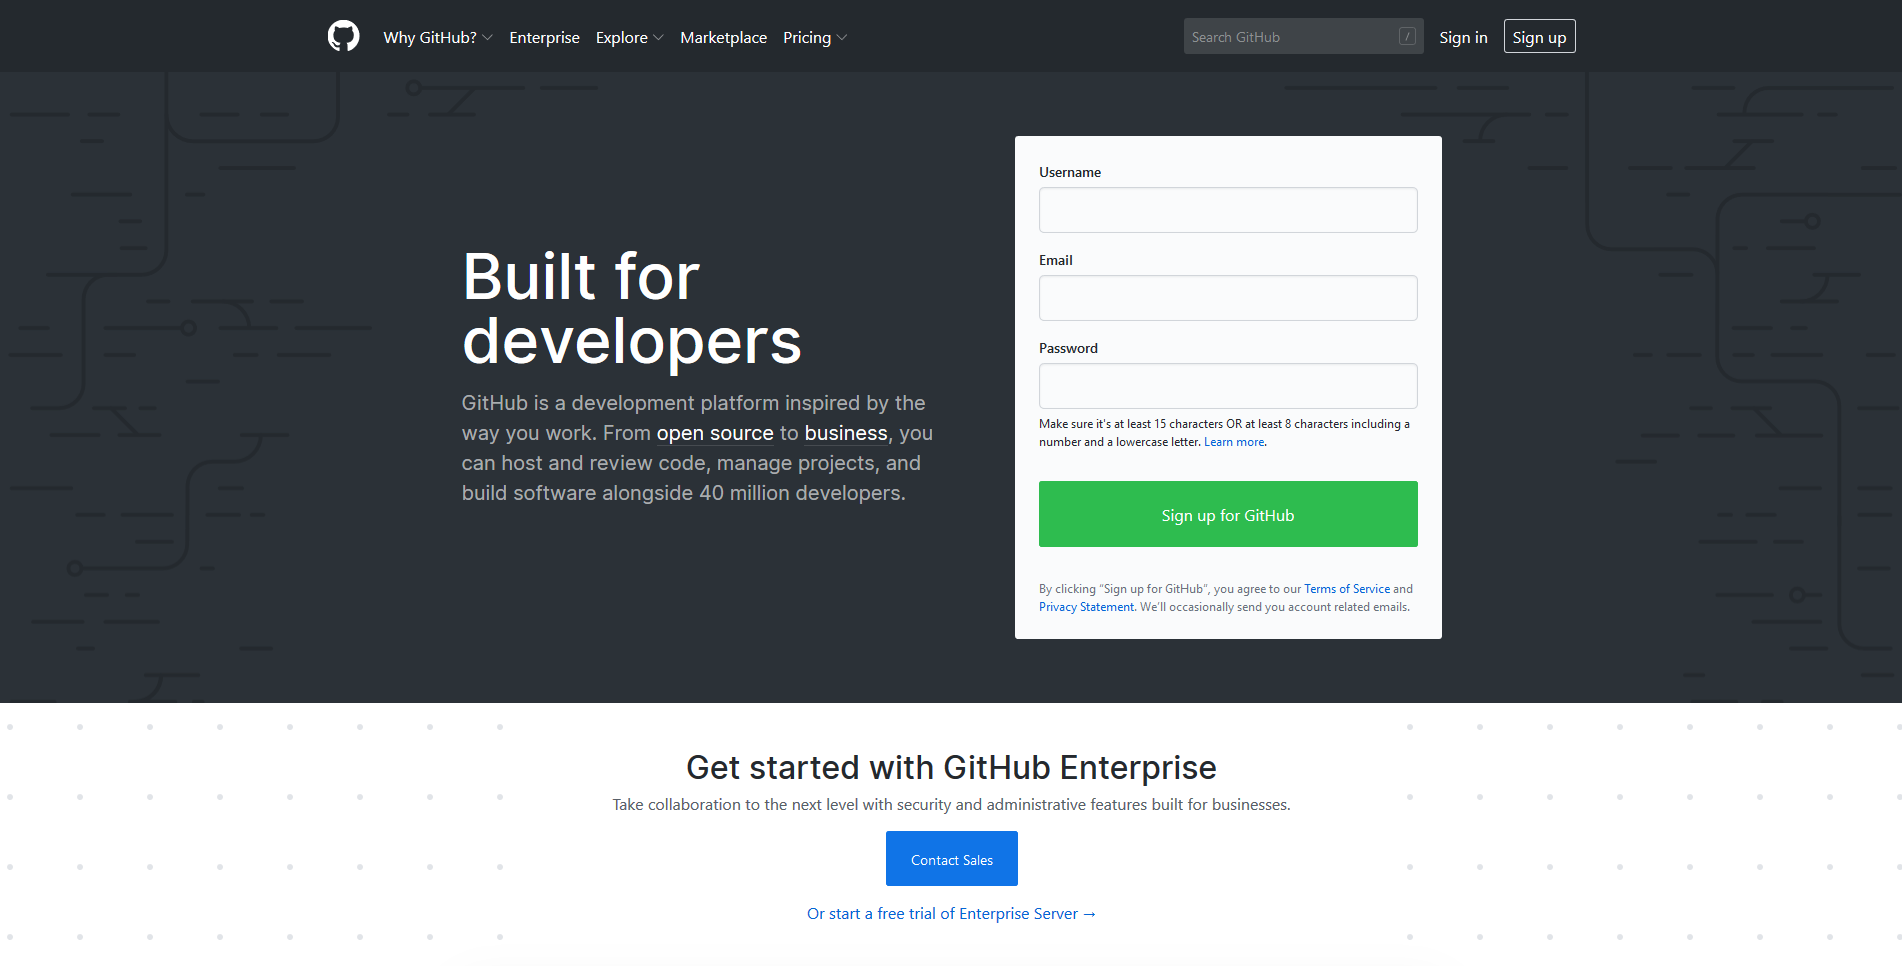 Why GitHub?
Enterprise
Explore
Marketplace
Pricing
Search GitHub
/
Sign in
Sign up
Built for
developers
GitHub is a development platform inspired by the
way you work. From open source to business, you
can host and review code, manage projects, and
build software alongside 40 million developers.
Username
Email
Password
Make sure it's at least 15 characters OR at least 8 characters including a
number and a lowercase letter. Learn more.
Sign up for GitHub
By clicking “Sign up for GitHub”, you agree to our Terms of Service and
Privacy Statement. We’ll occasionally send you account related emails.
Get started with GitHub Enterprise
Take collaboration to the next level with security and administrative features built for businesses.
Contact Sales
Or start a free trial of Enterprise Server →